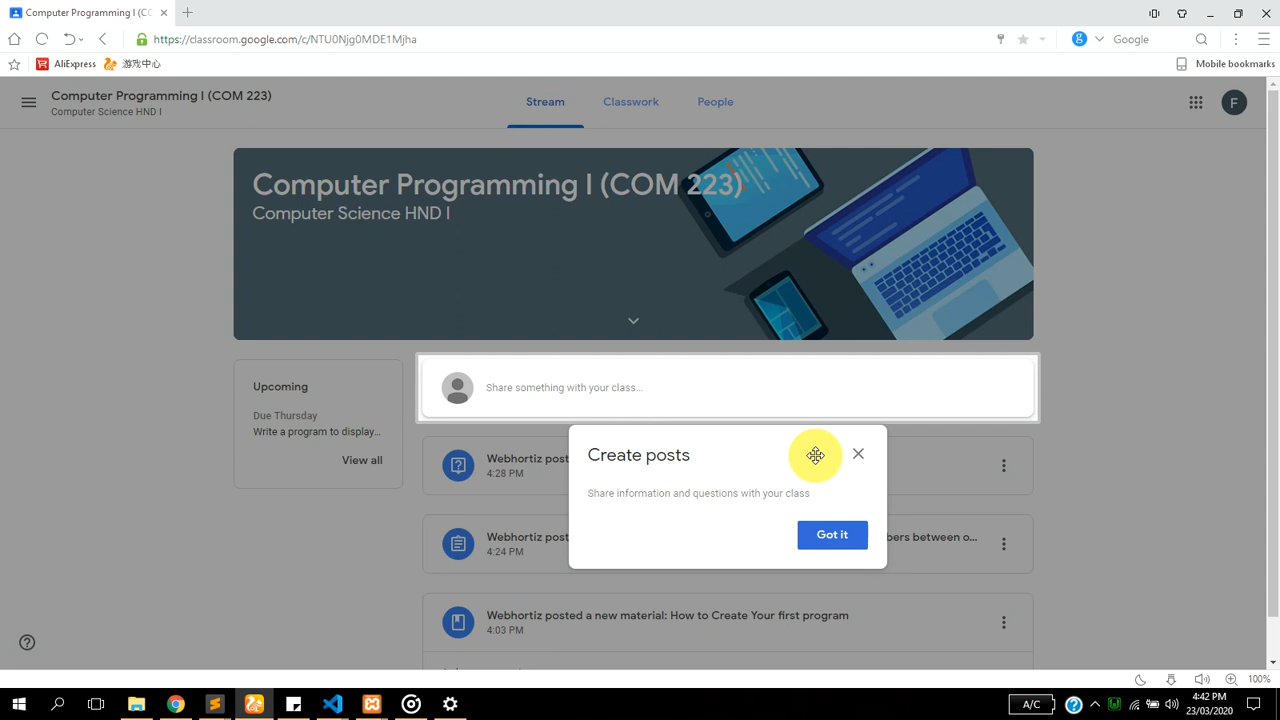 Computer Programming I (CC
https://classroom.google.com/c/NTU0Njg0MDE1Mjha
Google
AliExpress
游戏中心
Mobile bookmarks
Computer Programming I (COM 223)
Computer Science HND I
Stream
Classwork
People
F
Computer Programming I (COM 223)
Computer Science HND I
Upcoming
Due Thursday
Write a program to display...
View all
Share something with your class...
Webhortiz post
4:28 PM
Create posts
Share information and questions with your class
Got it
Webhortiz post
bers between o...
4:24 PM
Webhortiz posted a new material: How to Create Your first program
4:03 PM
100%
A/C
4:42 PM
23/03/2020